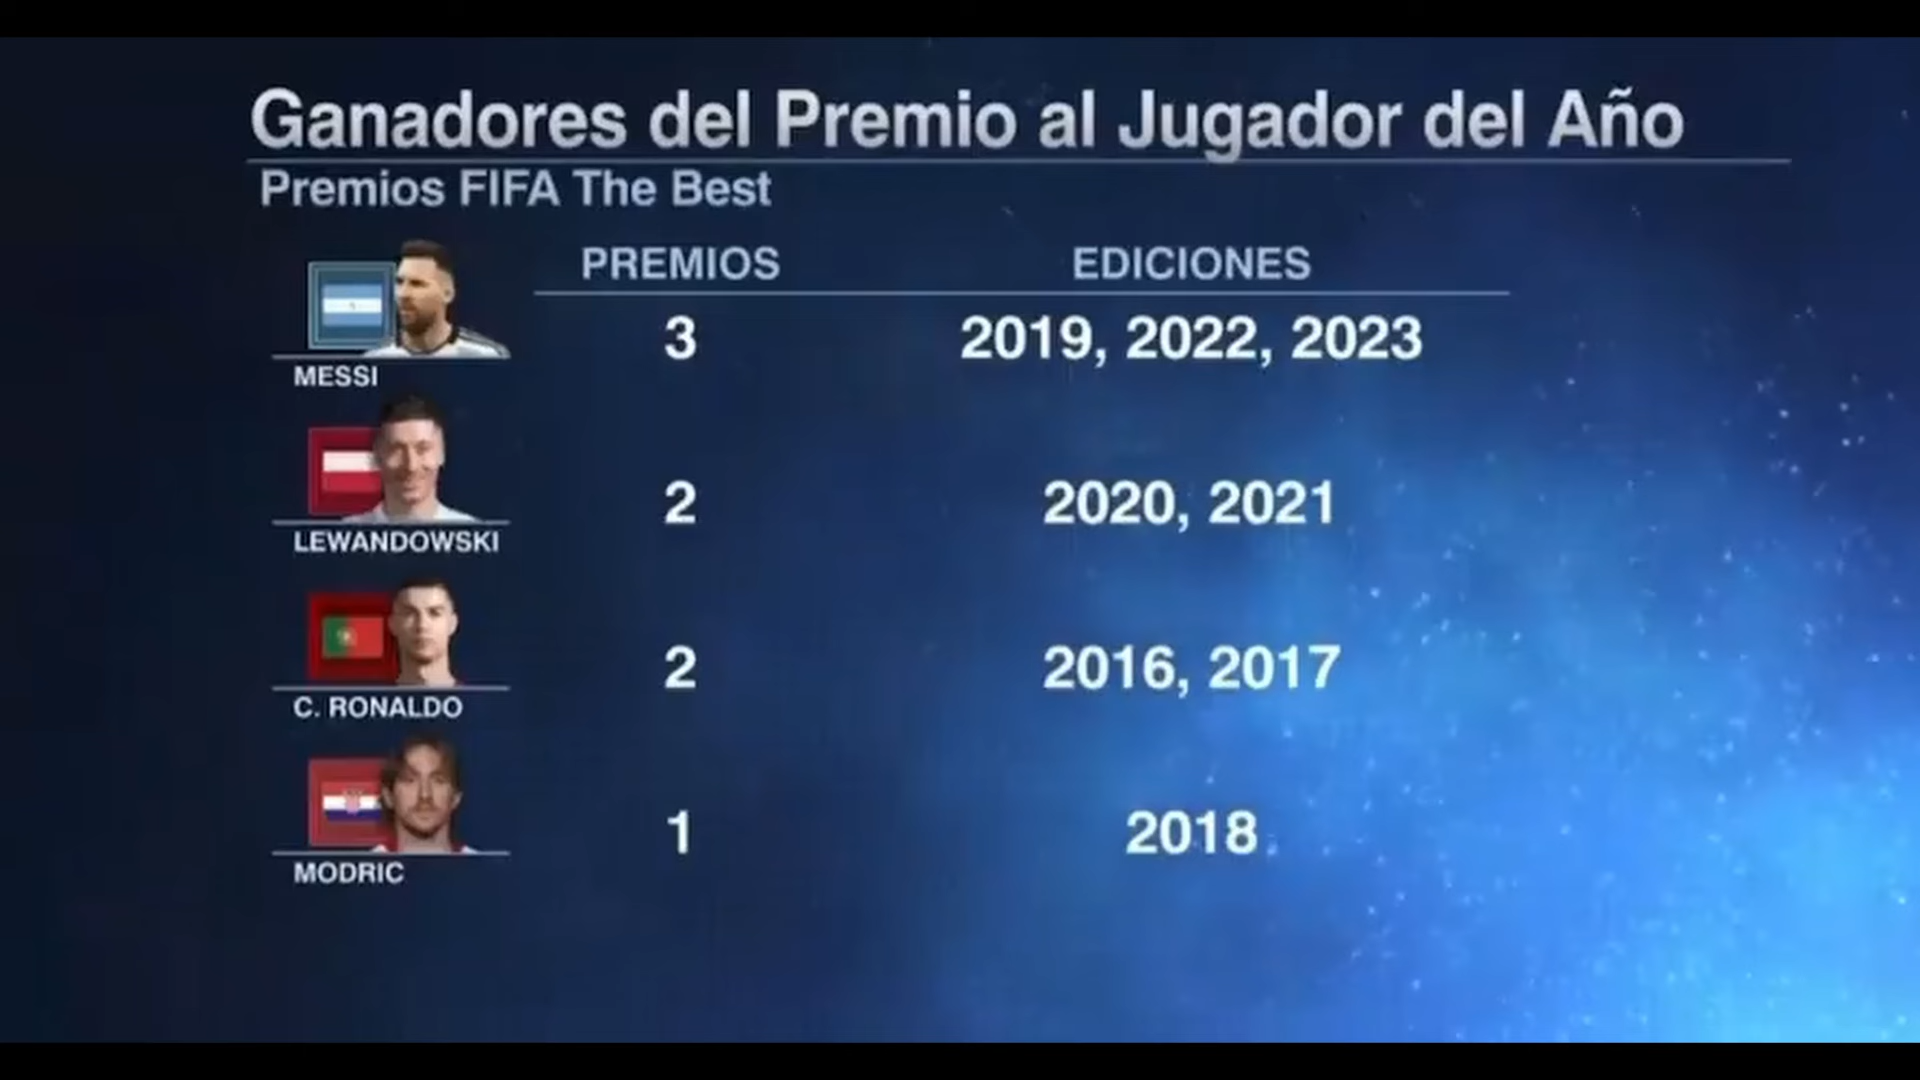 Ganadores del Premio al Jugador del Año
Premios FIFA The Best
PREMIOS EDICIONES
MESSI 3 2019, 2022, 2023
LEWANDOWSKI 2 2020, 2021
C. RONALDO 2 2016, 2017
MODRIC 1 2018